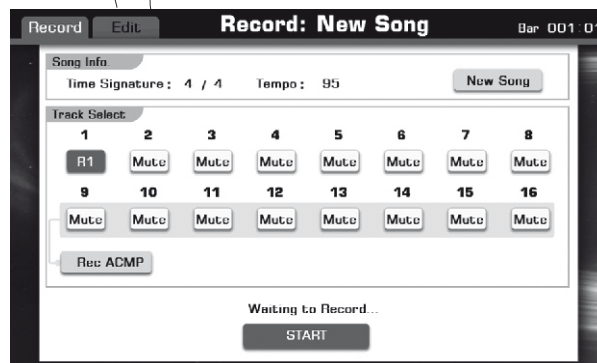 Record Edit Record: New Song Bar 001:01
Song Info
Time Signature: 4 / 4 Tempo: 95 New Song
Track Select
1 2 3 4 5 6 7 8
R1 Mute Mute Mute Mute Mute Mute Mute
9 10 11 12 13 14 15 16
Mute Mute Mute Mute Mute Mute Mute Mute
Rec ACMP
Waiting to Record...
START